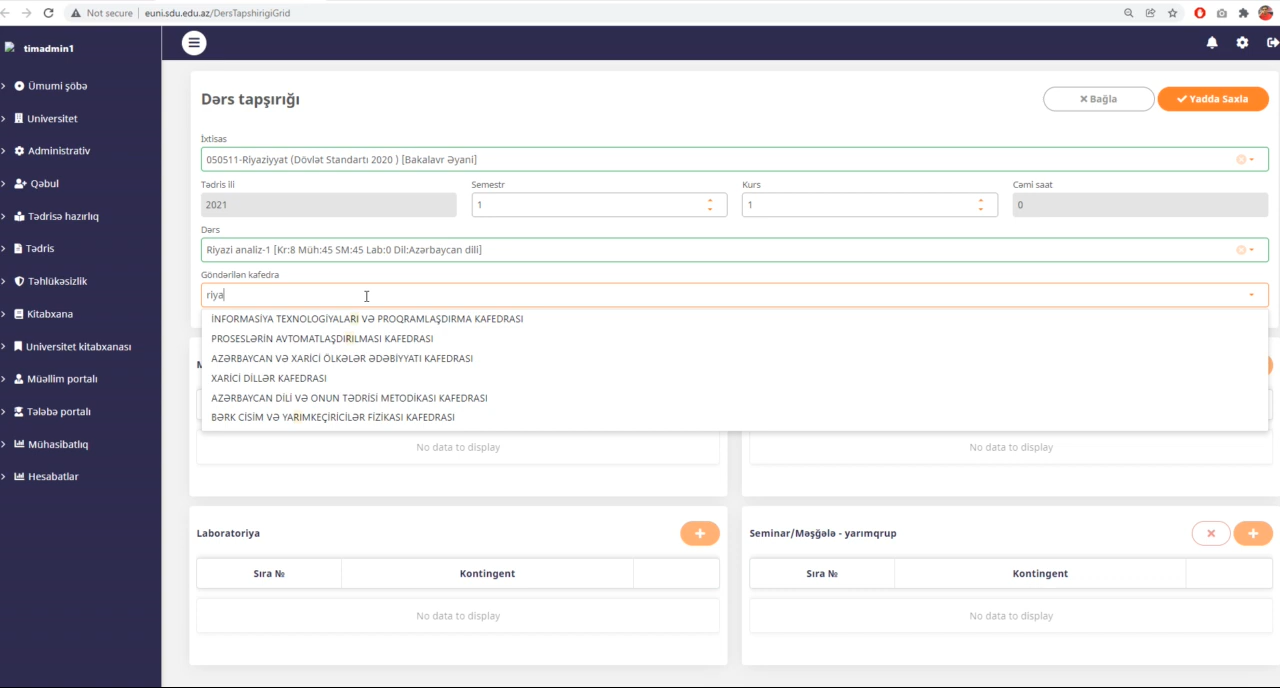 Not secure | euni.sdu.edu.az/DersTapshirigiGrid
timadmin1
Ümumi şöbə
Universitet
Administrativ
Qəbul
Tədrisə hazırlıq
Tədris
Təhlükəsizlik
Kitabxana
Universitet kitabxanası
Müəllim portalı
Tələbə portalı
Mühasibatlıq
Hesabatlar
Dərs tapşırığı
Bağla
Yadda Saxla
İxtisas
050511-Riyaziyyat (Dövlət Standartı 2020 ) [Bakalavr Əyani]
Tədris ili
Semestr
Kurs
Cəmi saat
2021
1
1
0
Dərs
Riyazi analiz-1 [Kr:8 Müh:45 SM:45 Lab:0 Dil:Azərbaycan dili]
Göndərilən kafedra
riya
İNFORMASİYA TEXNOLOGİYALARI VƏ PROQRAMLAŞDIRMA KAFEDRASI
PROSESLƏRİN AVTOMATLAŞDIRILMASI KAFEDRASI
AZƏRBAYCAN VƏ XARİCİ ÖLKƏLƏR ƏDƏBİYYATI KAFEDRASI
XARİCİ DİLLƏR KAFEDRASI
AZƏRBAYCAN DİLİ VƏ ONUN TƏDRİSİ METODİKASI KAFEDRASI
BƏRK CİSİM VƏ YARIMKEÇİRİCİLƏR FİZİKASI KAFEDRASI
No data to display
No data to display
Laboratoriya
Seminar/Məşğələ - yarımqrup
Sıra № Kontingent
Sıra № Kontingent
No data to display
No data to display